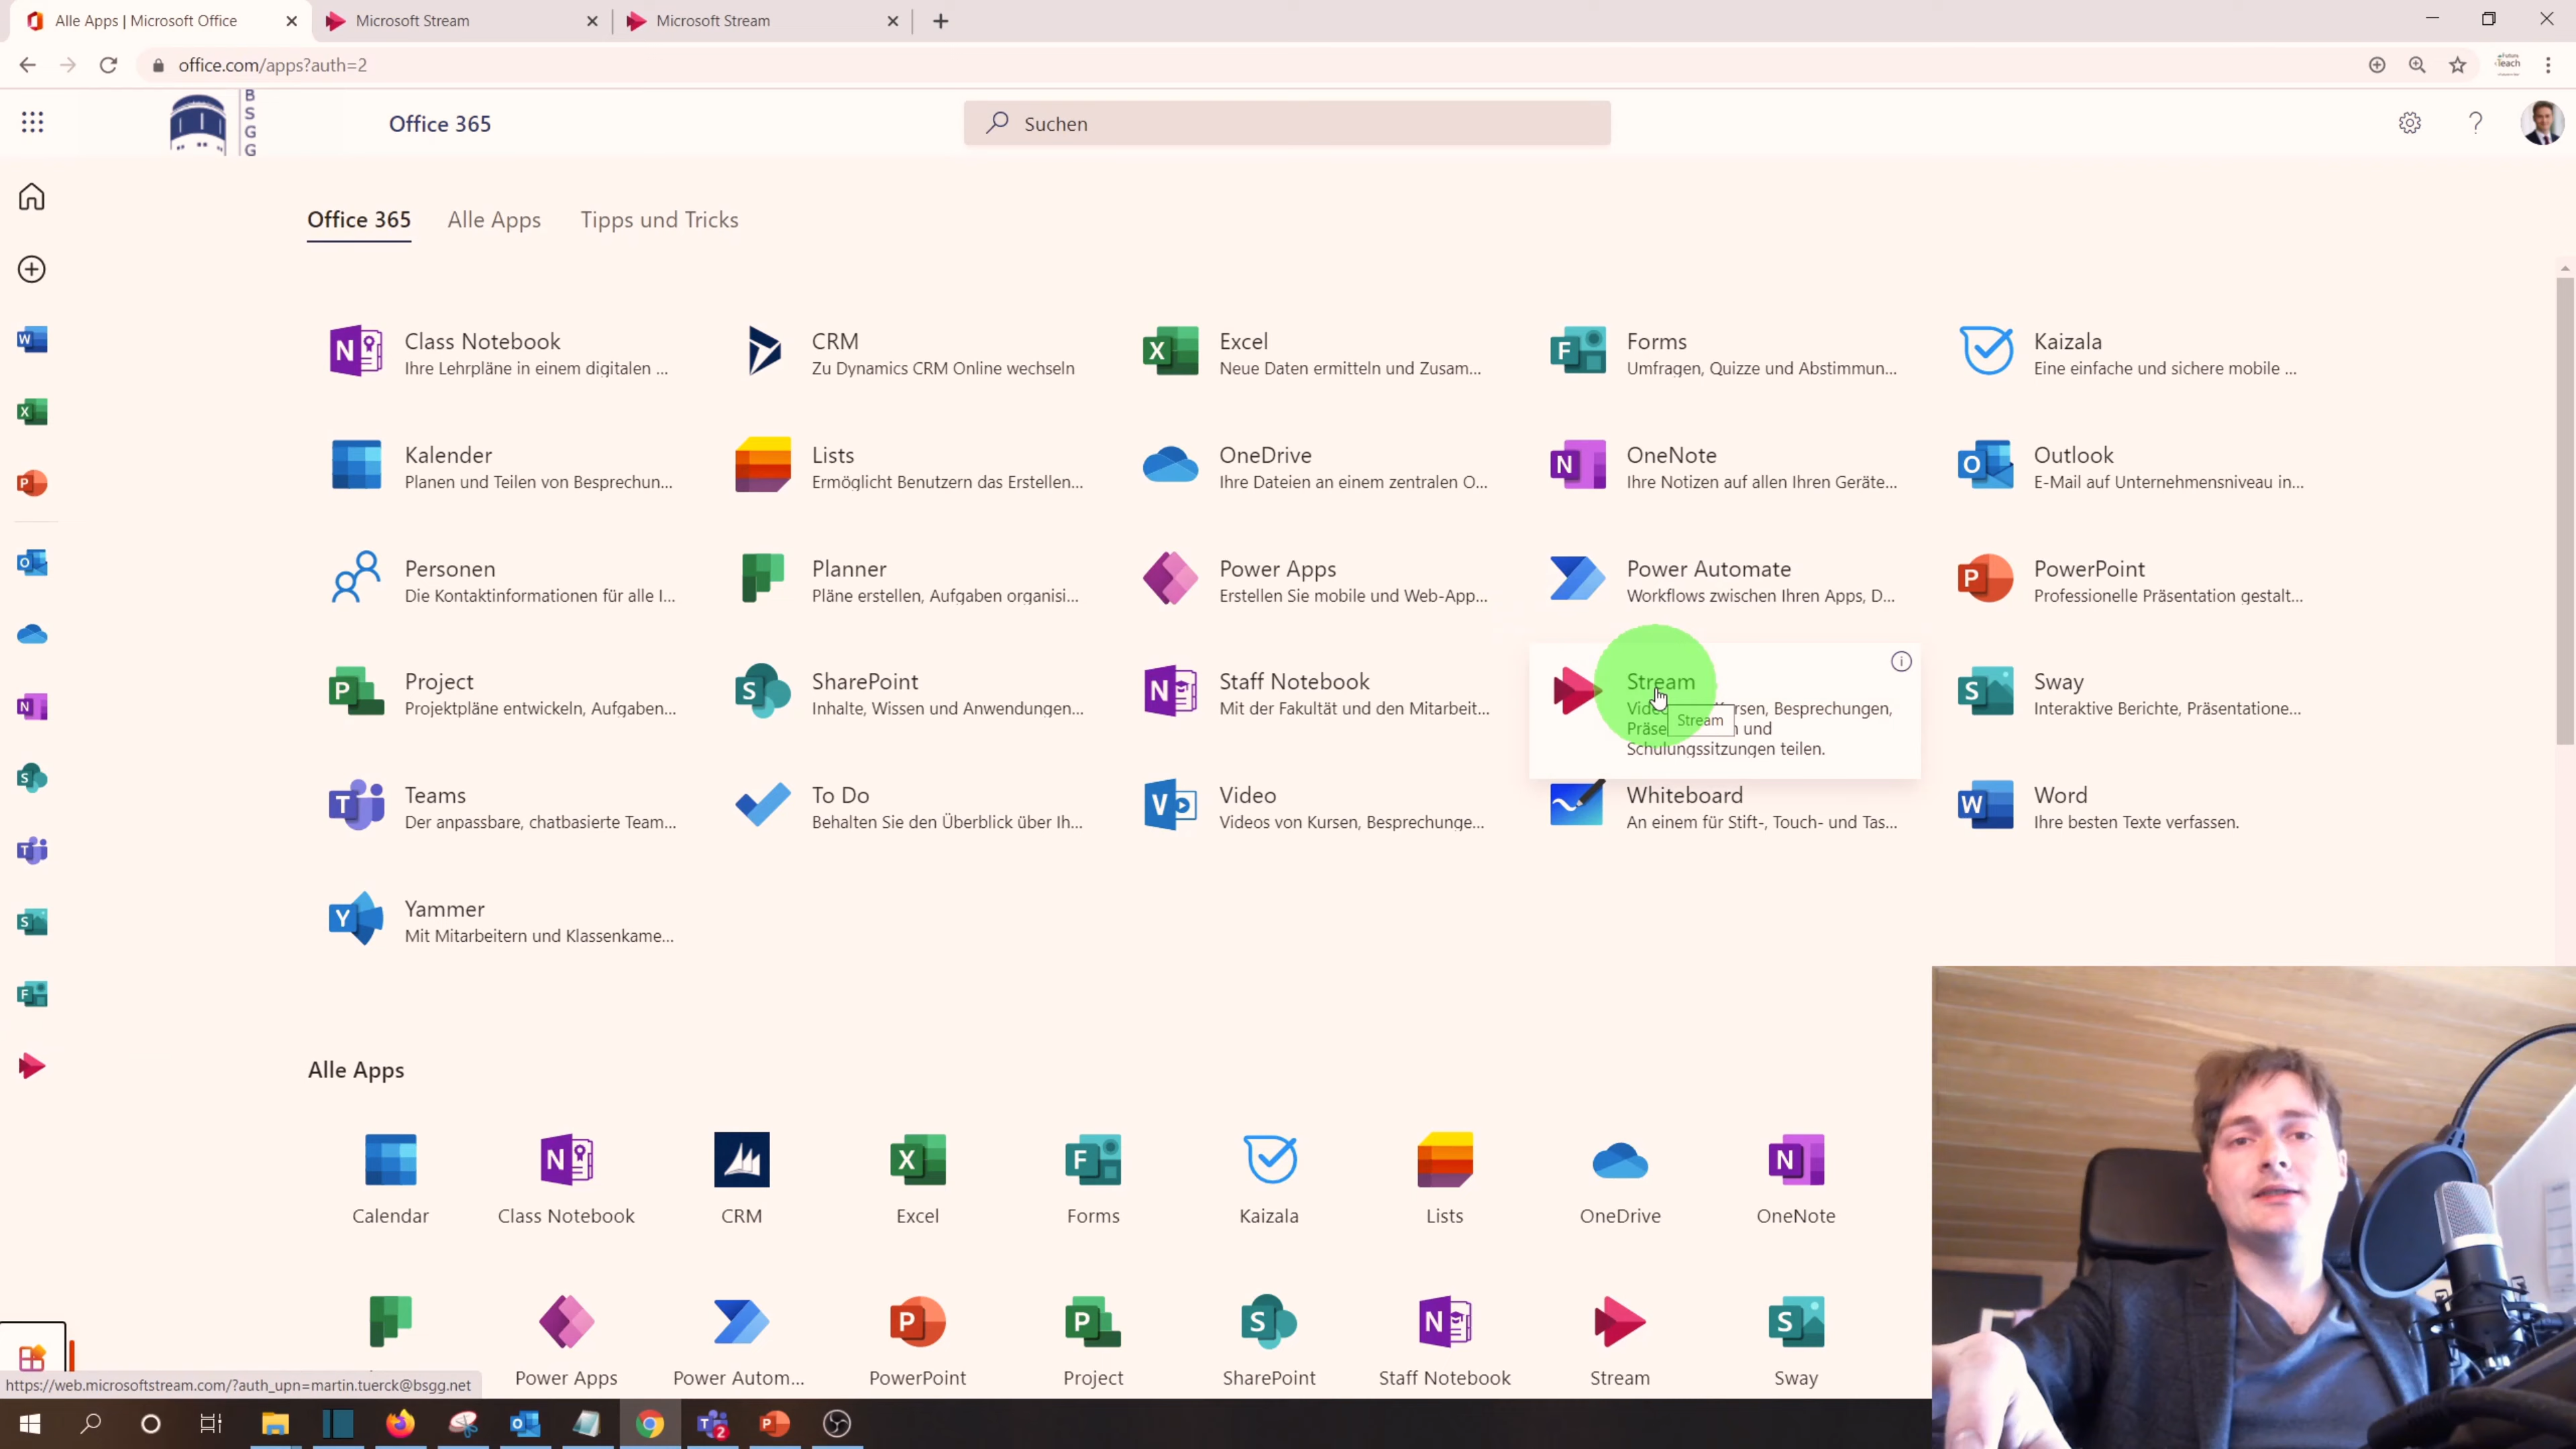 Alle Apps | Microsoft Office
Microsoft Stream
Microsoft Stream
office.com/apps?auth=2
BSGG
Office 365
Suchen
Office 365 Alle Apps Tipps und Tricks
Class Notebook
Ihre Lehrpläne in einem digitalen ...
CRM
Zu Dynamics CRM Online wechseln
Excel
Neue Daten ermitteln und Zusam...
Forms
Umfragen, Quizze und Abstimmun...
Kaizala
Eine einfache und sichere mobile ...
Kalender
Planen und Teilen von Besprechun...
Lists
Ermöglicht Benutzern das Erstellen...
OneDrive
Ihre Dateien an einem zentralen O...
OneNote
Ihre Notizen auf allen Ihren Geräte...
Outlook
E-Mail auf Unternehmensniveau in...
Personen
Die Kontaktinformationen für alle I...
Planner
Pläne erstellen, Aufgaben organisi...
Power Apps
Erstellen Sie mobile und Web-App...
Power Automate
Workflows zwischen Ihren Apps, D...
PowerPoint
Professionelle Präsentation gestalt...
Project
Projektpläne entwickeln, Aufgaben...
SharePoint
Inhalte, Wissen und Anwendungen...
Staff Notebook
Mit der Fakultät und den Mitarbeit...
Stream
Besprechungen,
Stream
und
Schulungssitzungen teilen.
Sway
Interaktive Berichte, Präsentatione...
Teams
Der anpassbare, chatbasierte Team...
To Do
Behalten Sie den Überblick über Ih...
Video
Videos von Kursen, Besprechunge...
Whiteboard
An einem für Stift-, Touch- und Tas...
Word
Ihre besten Texte verfassen.
Yammer
Mit Mitarbeitern und Klassenkame...
Alle Apps
Calendar Class Notebook CRM Excel Forms Kaizala Lists OneDrive OneNote
Power Apps Power Autom... PowerPoint Project SharePoint Staff Notebook Stream Sway
https://web.microsoftstream.com/?auth_upn=martin.tuerck@bsgg.net